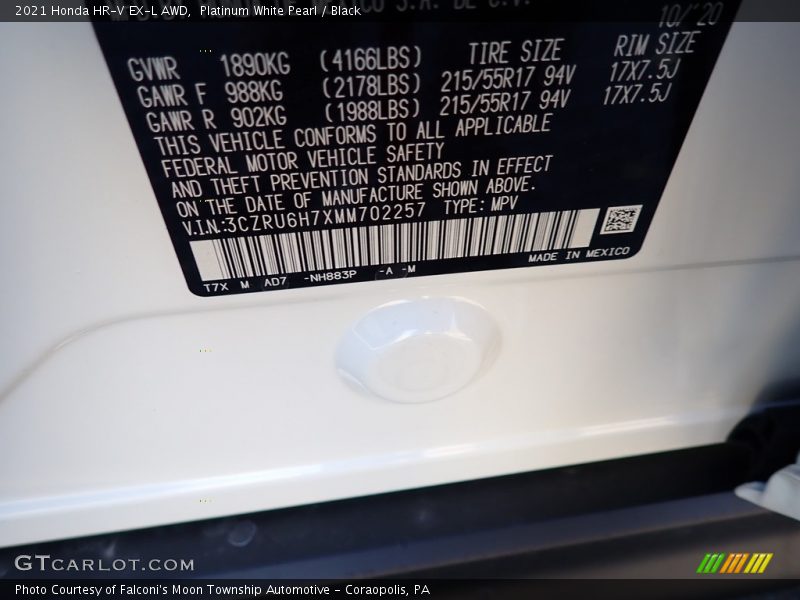 2021 Honda HR-V EX-L AWD,  Platinum White Pearl / Black
S.A. DE C.V.
10/'20
GVWR 1890KG (4166LBS) TIRE SIZE RIM SIZE
GAWR F 988KG (2178LBS) 215/55R17 94V 17X7.5J
GAWR R 902KG (1988LBS) 215/55R17 94V 17X7.5J
THIS VEHICLE CONFORMS TO ALL APPLICABLE
FEDERAL MOTOR VEHICLE SAFETY
AND THEFT PREVENTION STANDARDS IN EFFECT
ON THE DATE OF MANUFACTURE SHOWN ABOVE.
V.I.N:3CZRU6H7XMM702257 TYPE:MPV
MADE IN MEXICO
T7X M AD7 -NH883P -A -M
GTCARLOT.COM
Photo Courtesy of Falconi's Moon Township Automotive - Coraopolis, PA